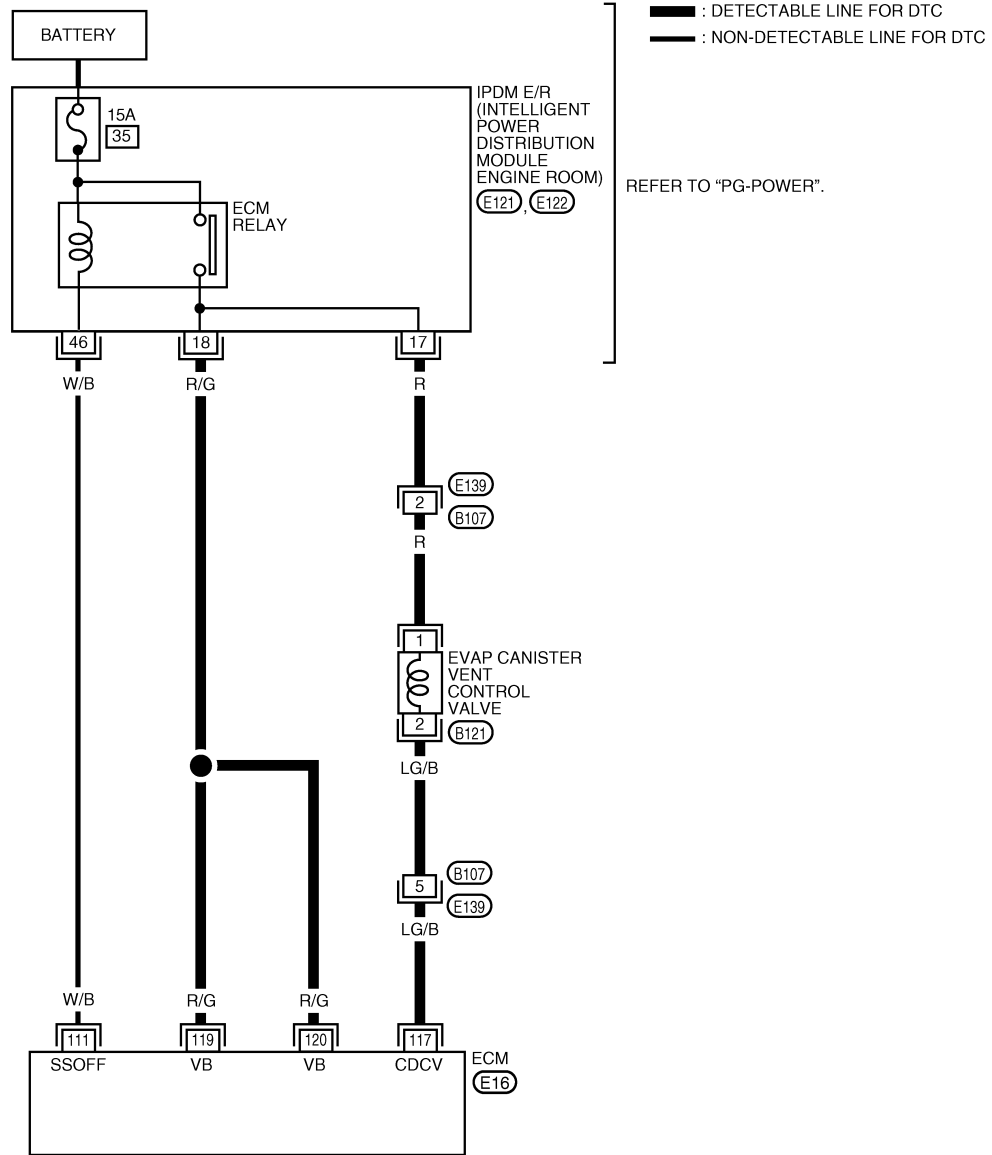 BATTERY
: DETECTABLE LINE FOR DTC
: NON-DETECTABLE LINE FOR DTC
15A
35
IPDM E/R
(INTELLIGENT
POWER
DISTRIBUTION
MODULE
ENGINE ROOM)
E121, E122
REFER TO “PG-POWER”.
ECM
RELAY
46
18
17
W/B
R/G
R
E139
2
B107
R
1
EVAP CANISTER
VENT
CONTROL
VALVE
2
B121
LG/B
B107
5
E139
LG/B
W/B
R/G
R/G
111
119
120
117
SSOFF
VB
VB
CDCV
ECM
E16